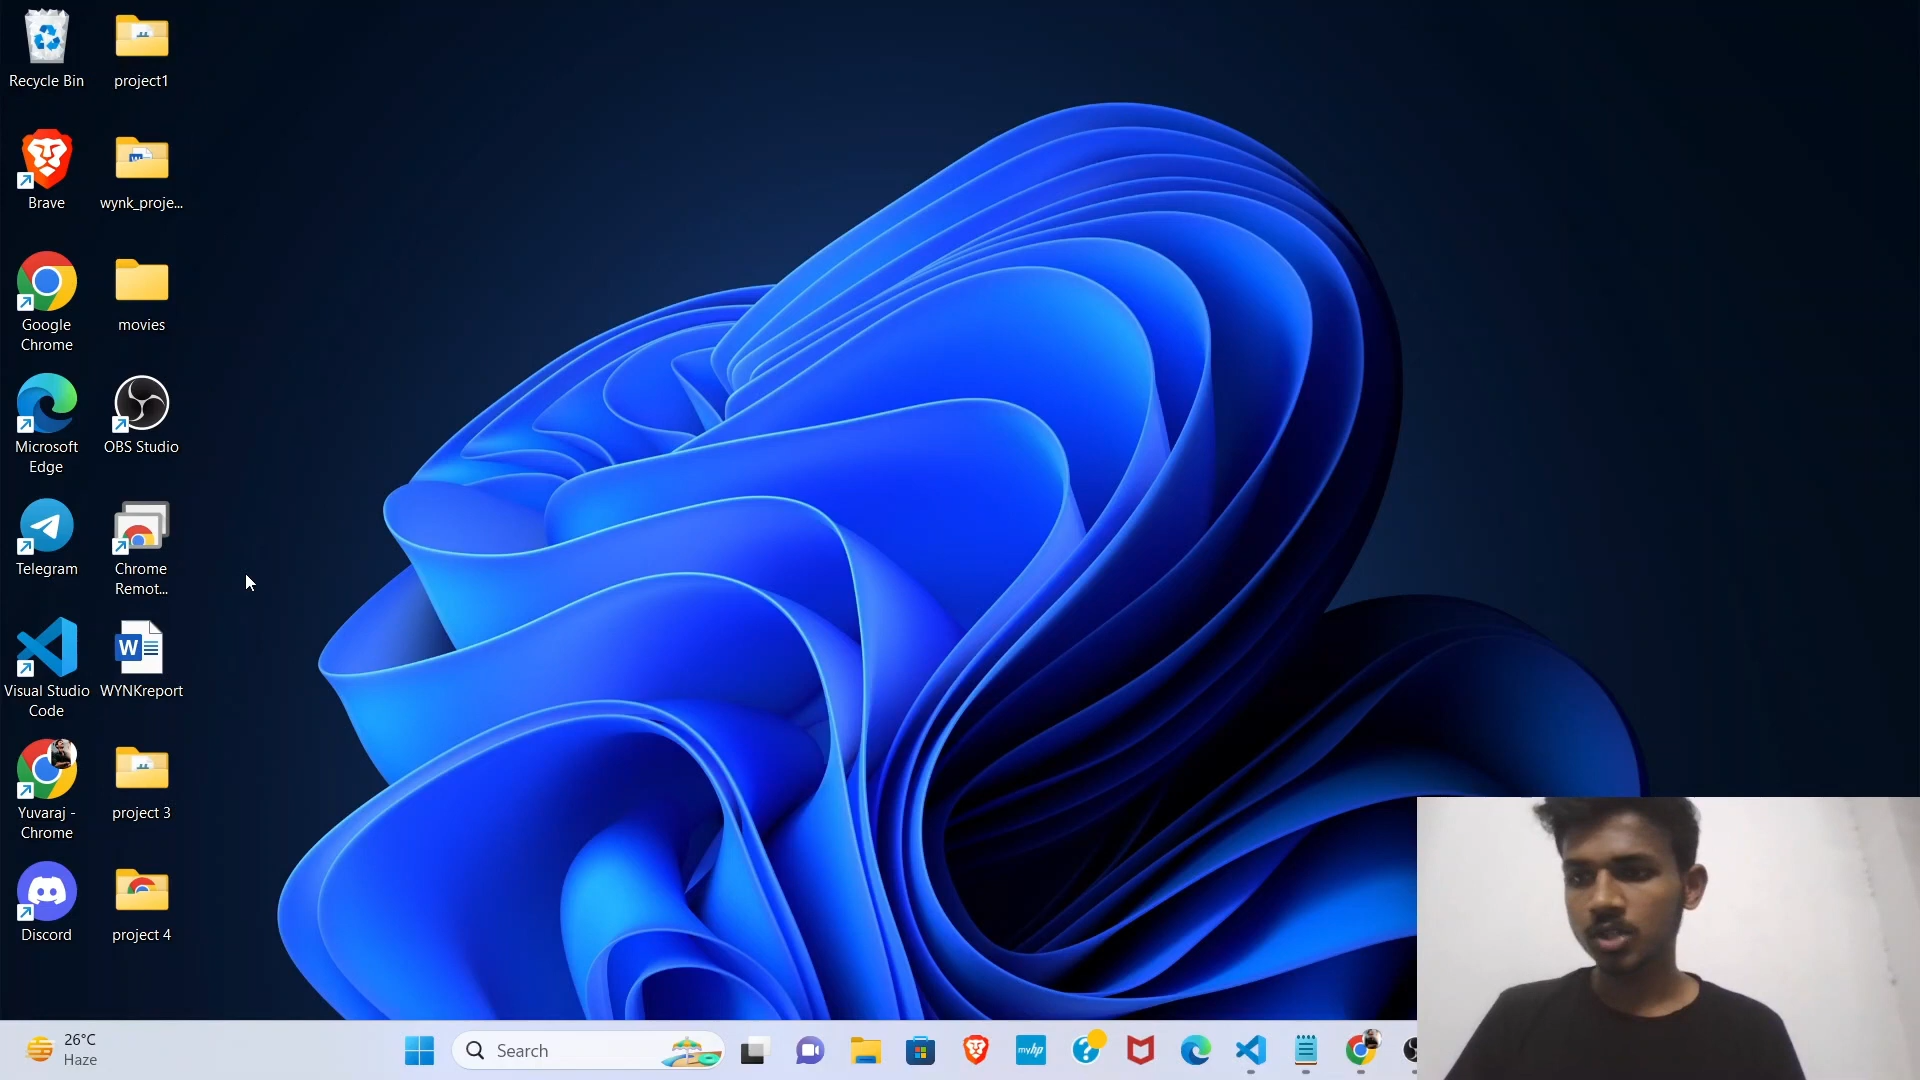 Recycle Bin
project1
Brave
wynk_proje...
Google
Chrome
movies
Microsoft
Edge
OBS Studio
Telegram
Chrome
Remot...
Visual Studio
Code
WYNKreport
Yuvaraj -
Chrome
project 3
Discord
project 4
26°C
Haze
Search
myhp